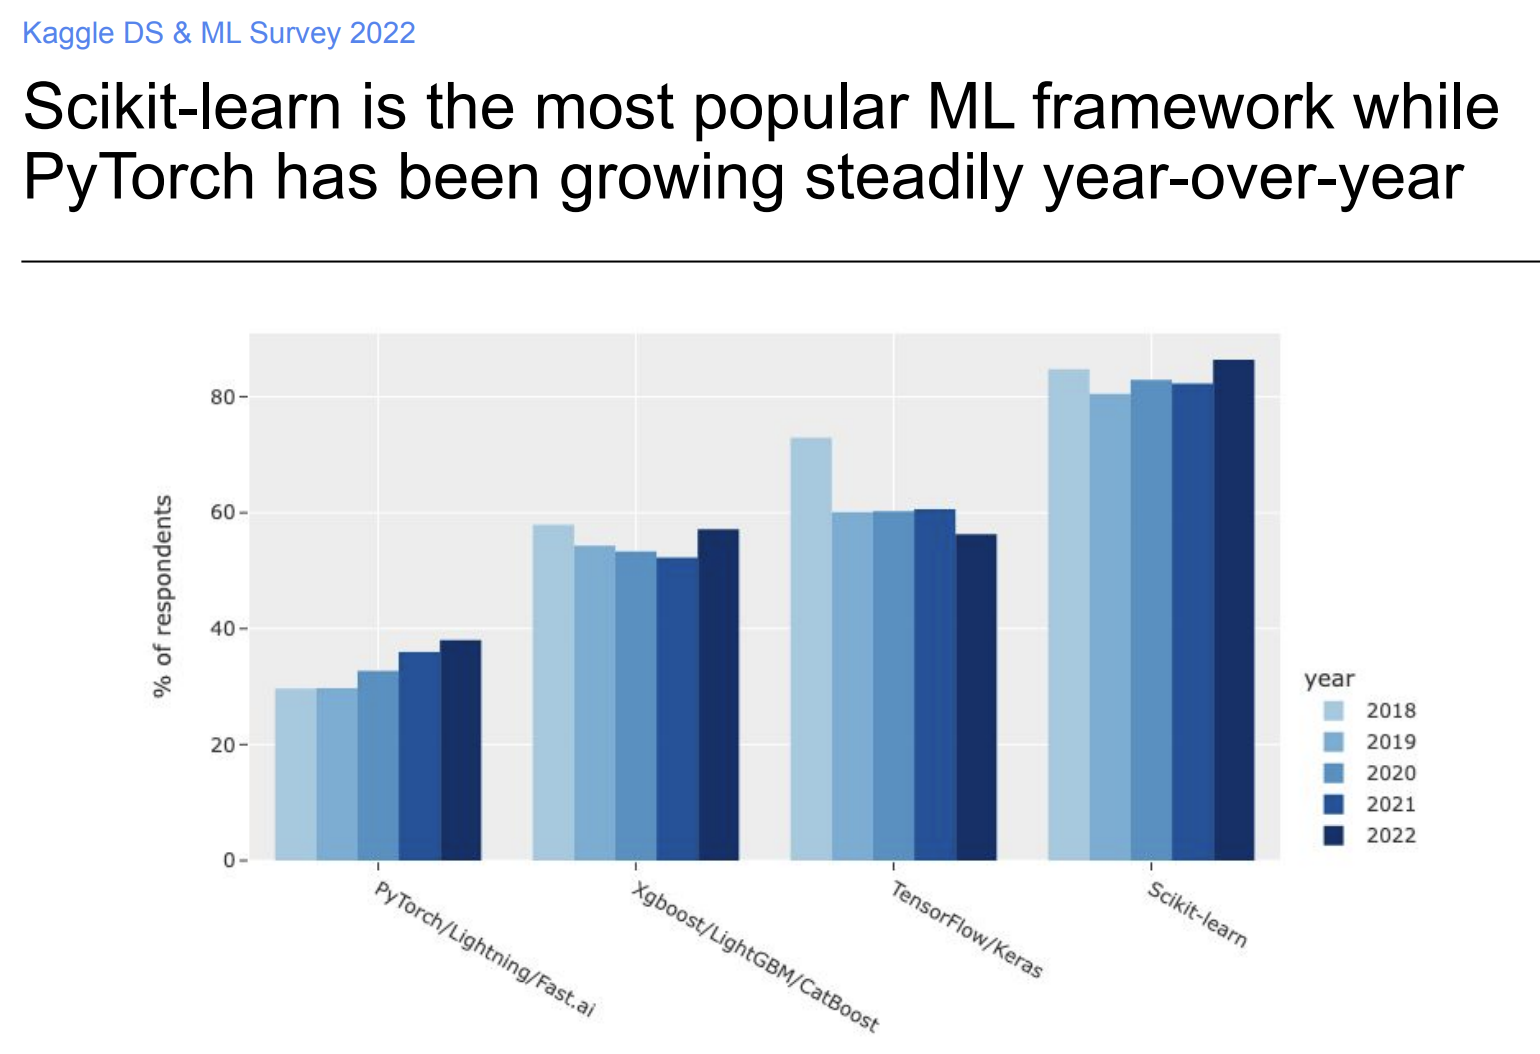 Kaggle DS & ML Survey 2022
Scikit-learn is the most popular ML framework while
PyTorch has been growing steadily year-over-year
80
60
40
20
0
% of respondents
PyTorch/Lightning/Fast.ai
Xgboost/LightGBM/CatBoost
TensorFlow/Keras
Scikit-learn
year
2018
2019
2020
2021
2022